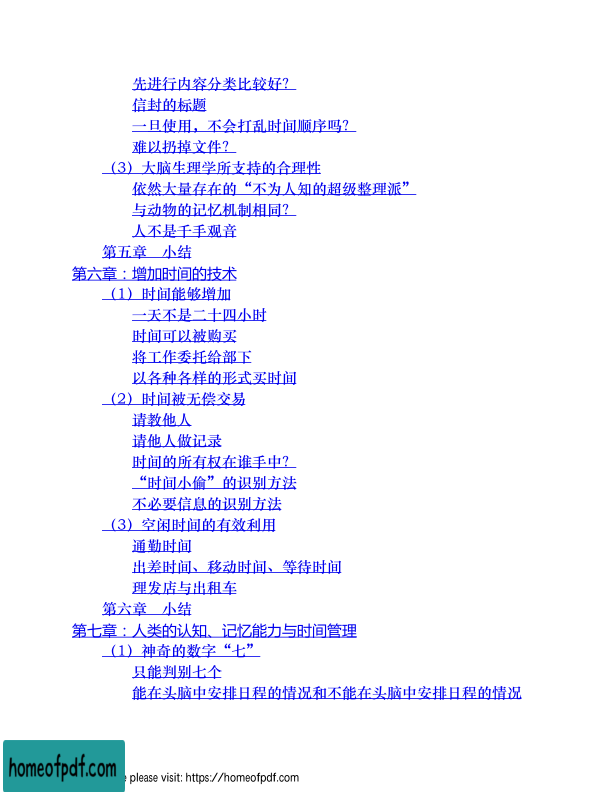 先进行内容分类比较好？
信封的标题
一旦使用，不会打乱时间顺序吗？
难以扔掉文件？
（3）大脑生理学所支持的合理性
依然大量存在的“不为人知的超级整理派”
与动物的记忆机制相同？
人不是千手观音
第五章　小结
第六章：增加时间的技术
（1）时间能够增加
一天不是二十四小时
时间可以被购买
将工作委托给部下
以各种各样的形式买时间
（2）时间被无偿交易
请教他人
请他人做记录
时间的所有权在谁手中？
“时间小偷”的识别方法
不必要信息的识别方法
（3）空闲时间的有效利用
通勤时间
出差时间、移动时间、等待时间
理发店与出租车
第六章　小结
第七章：人类的认知、记忆能力与时间管理
（1）神奇的数字“七”
只能判别七个
能在头脑中安排日程的情况和不能在头脑中安排日程的情况
homeofpdf.com
please visit: https://homeofpdf.com